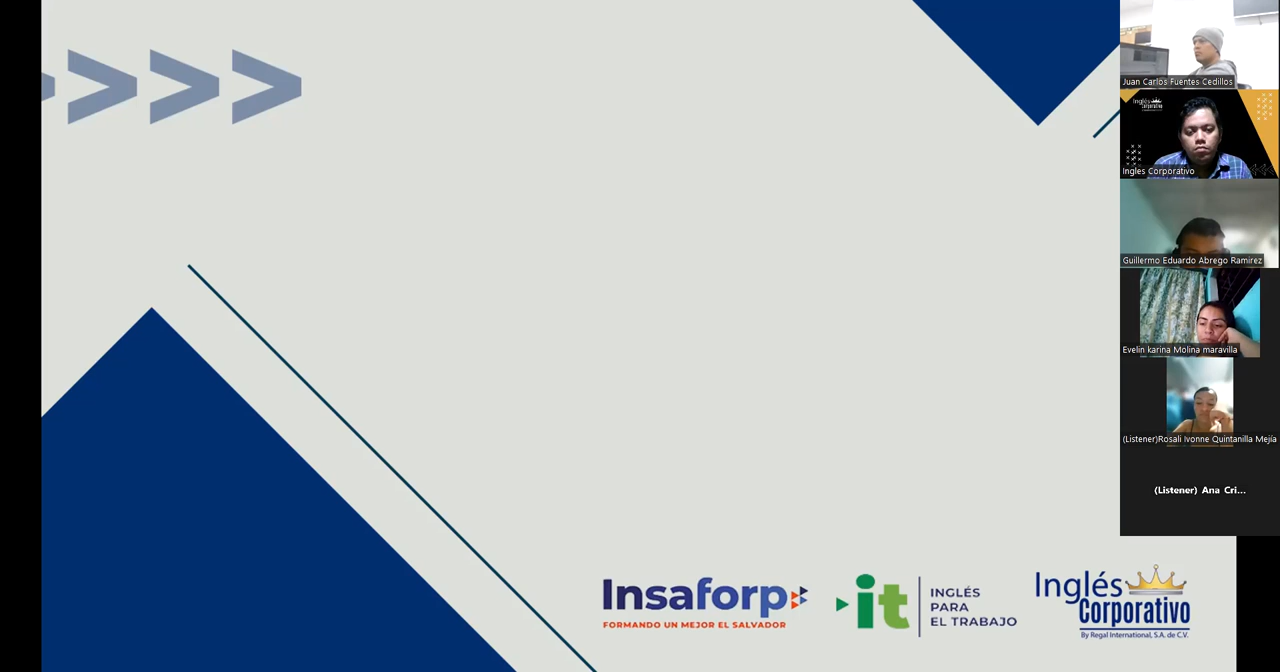 Juan Carlos Fuentes Cedillos
Inglés
Corporativo
Ingles Corporativo
Guillermo Eduardo Abrego Ramirez
Evelin karina Molina maravilla
(Listener)Rosali Ivonne Quintanilla Mejía
(Listener) Ana Cri...
Insaforp
FORMANDO UN MEJOR EL SALVADOR
it
INGLÉS
PARA
EL TRABAJO
Inglés
Corporativo
By Regal International, S.A. de C.V.